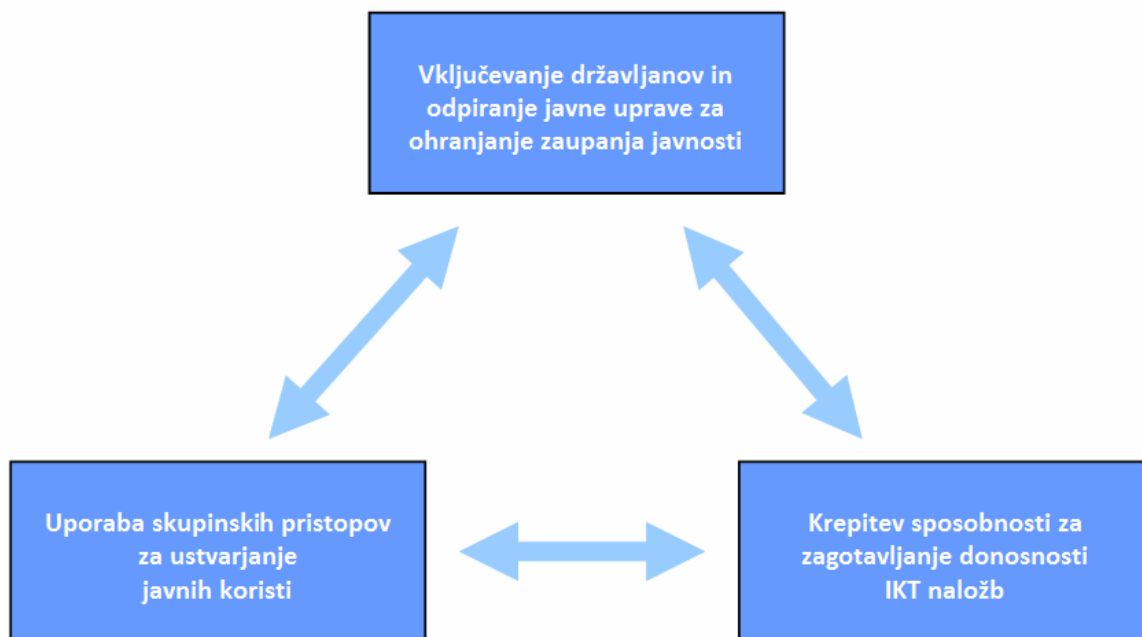 Vključevanje državljanov in
odpiranje javne uprave za
ohranjanje zaupanja javnosti
Uporaba skupinskih pristopov
za ustvarjanje
javnih koristi
Krepitev sposobnosti za
zagotavljanje donosnosti
IKT naložb